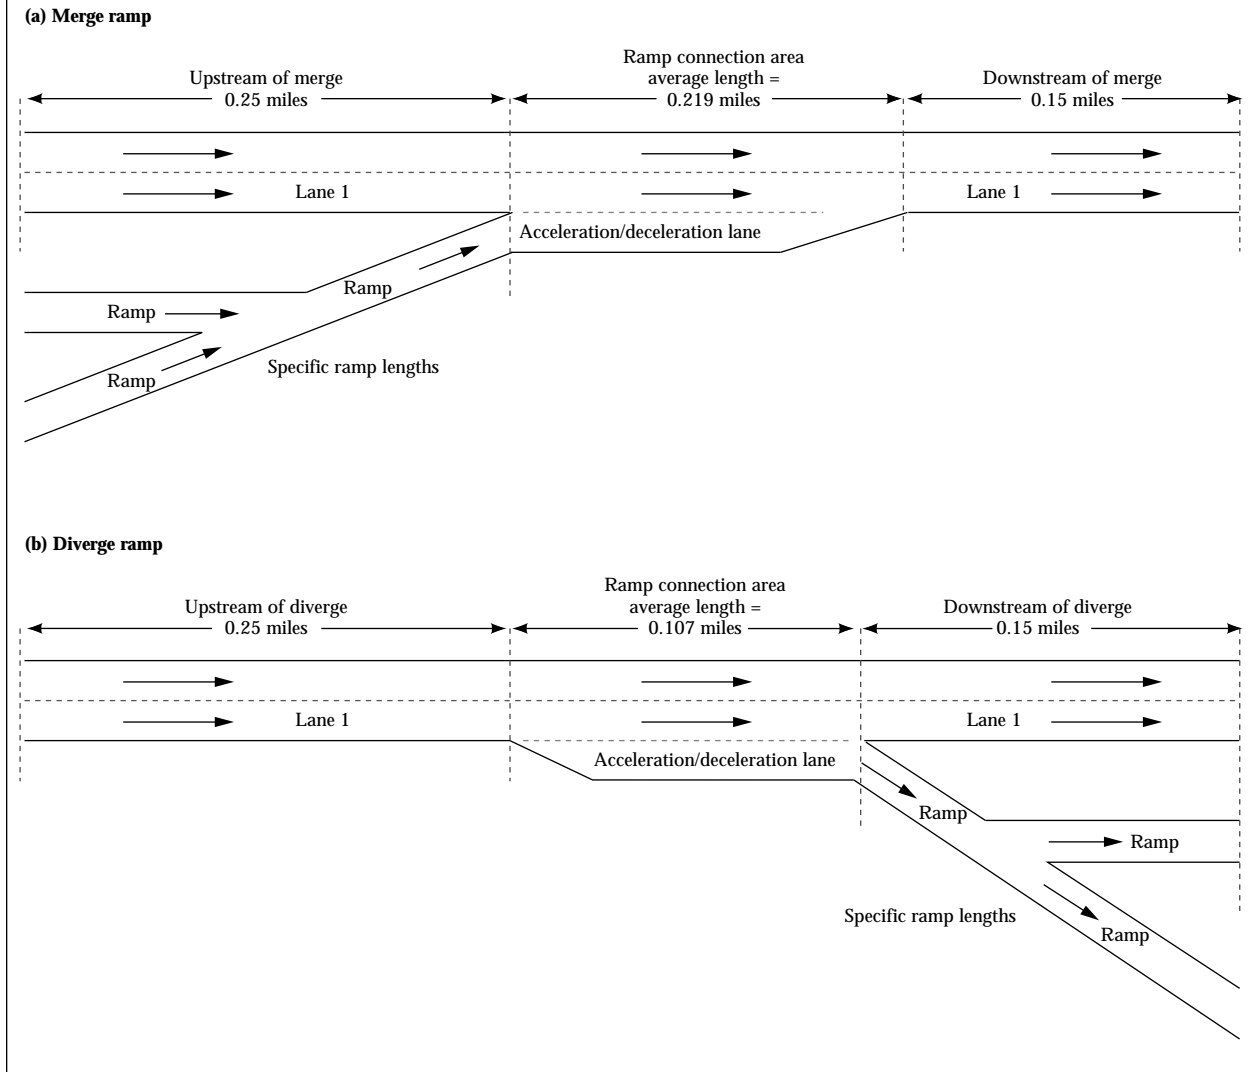 (a) Merge ramp
Upstream of merge
0.25 miles
Ramp connection area
average length =
0.219 miles
Downstream of merge
0.15 miles
Lane 1
Lane 1
Acceleration/deceleration lane
Ramp
Ramp
Ramp
Specific ramp lengths
(b) Diverge ramp
Upstream of diverge
0.25 miles
Ramp connection area
average length =
0.107 miles
Downstream of diverge
0.15 miles
Lane 1
Lane 1
Acceleration/deceleration lane
Ramp
Ramp
Specific ramp lengths
Ramp